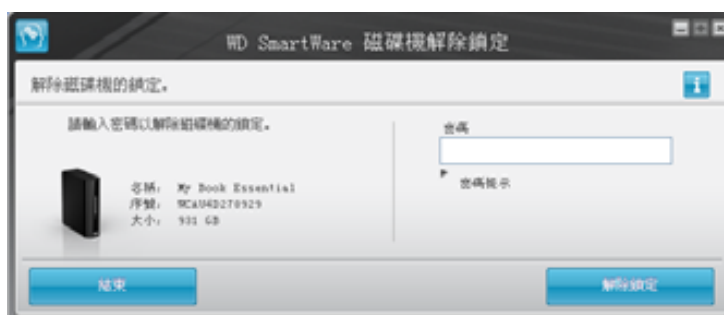 WD SmartWare 磁碟機解除鎖定
解除磁碟機的鎖定。
請輸入密碼以解除磁碟機的鎖定。
名稱： My Book Essential
序號： WCAU4D270929
大小： 931 GB
密碼
密碼提示
結束
解除鎖定